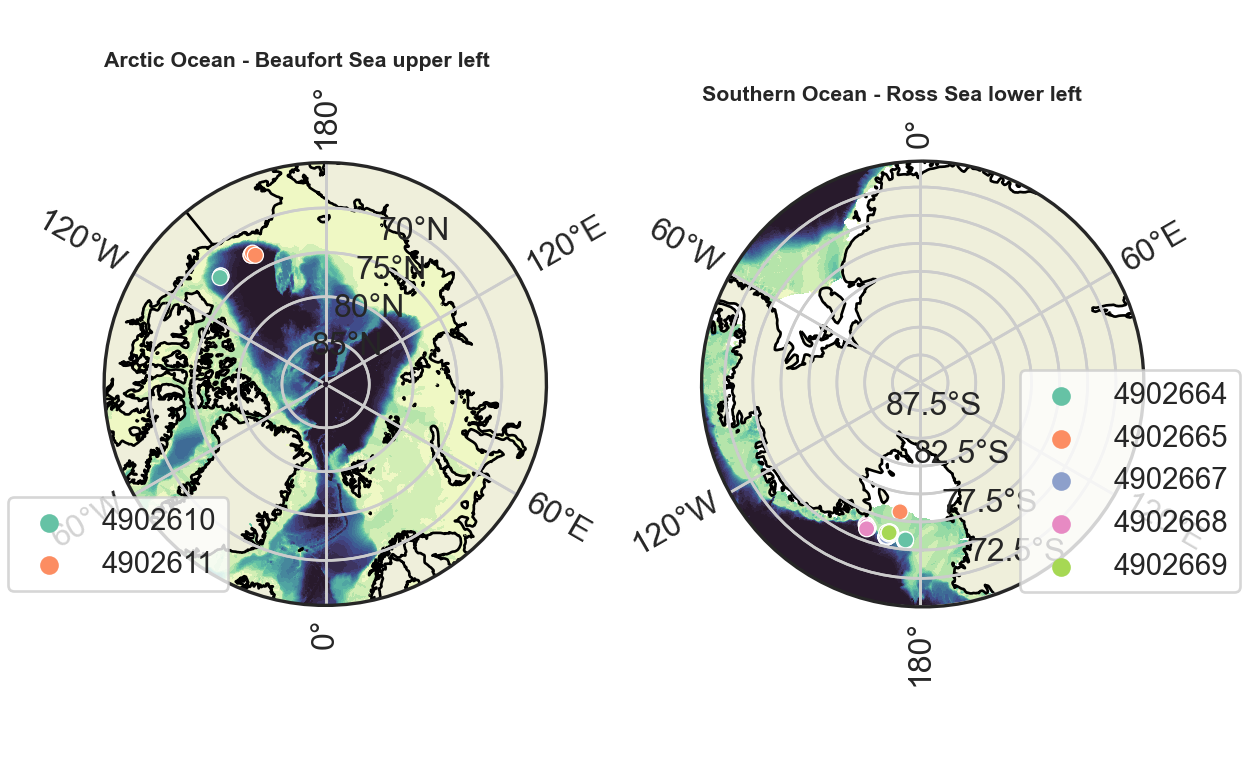 Arctic Ocean - Beaufort Sea upper left
180°
120°W
70°N
120°E
75°N
80°N
85°N
60°W
60°E
0°
4902610
4902611
Southern Ocean - Ross Sea lower left
0°
60°W
60°E
87.5°S
82.5°S
77.5°S
72.5°S
120°W
120°E
180°
4902664
4902665
4902667
4902668
4902669